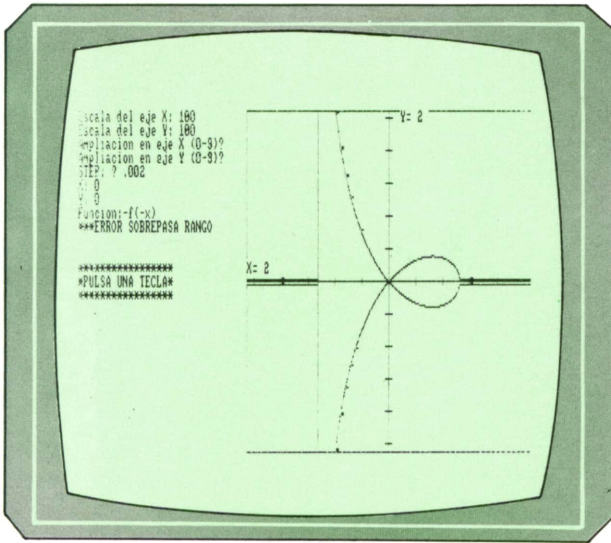 Escala del eje X: 100
Escala del eje Y: 100
Ampliacion en eje X (0-9)?
Ampliacion en eje Y (0-9)?
STEP: ? .002
X: 0
Y: 0
Funcion:-f(-x)
***ERROR SOBREPASA RANGO
*******************
*PULSA UNA TECLA*
*******************
Y= 2
X= 2